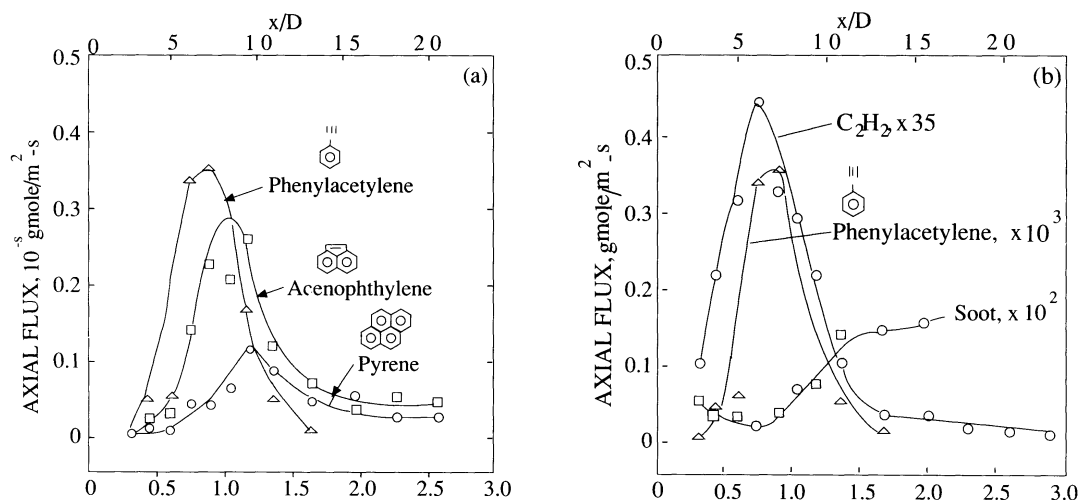 x/D
0 5 10 15 20
(a)
0.5
0.4
0.3
0.2
0.1
0
AXIAL FLUX, 10⁻ˢ gmole/m²-s
Phenylacetylene
Acenophthylene
Pyrene
0 0.5 1.0 1.5 2.0 2.5 3.0
x/D
0 5 10 15 20
(b)
0.5
0.4
0.3
0.2
0.1
0
AXIAL FLUX, gmole/m²-s
C₂H₂, x 35
Phenylacetylene, x10³
Soot, x 10²
0 0.5 1.0 1.5 2.0 2.5 3.0